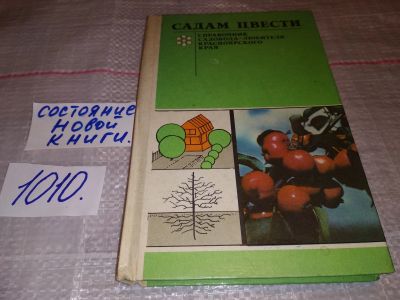 САДАМ ЦВЕСТИ
СПРАВОЧНИК
САДОВОДА-ЛЮБИТЕЛЯ
КРАСНОЯРСКОГО
КРАЯ
СОСТОЯНИЕ
НОВОЙ
КНИГИ.
1010.